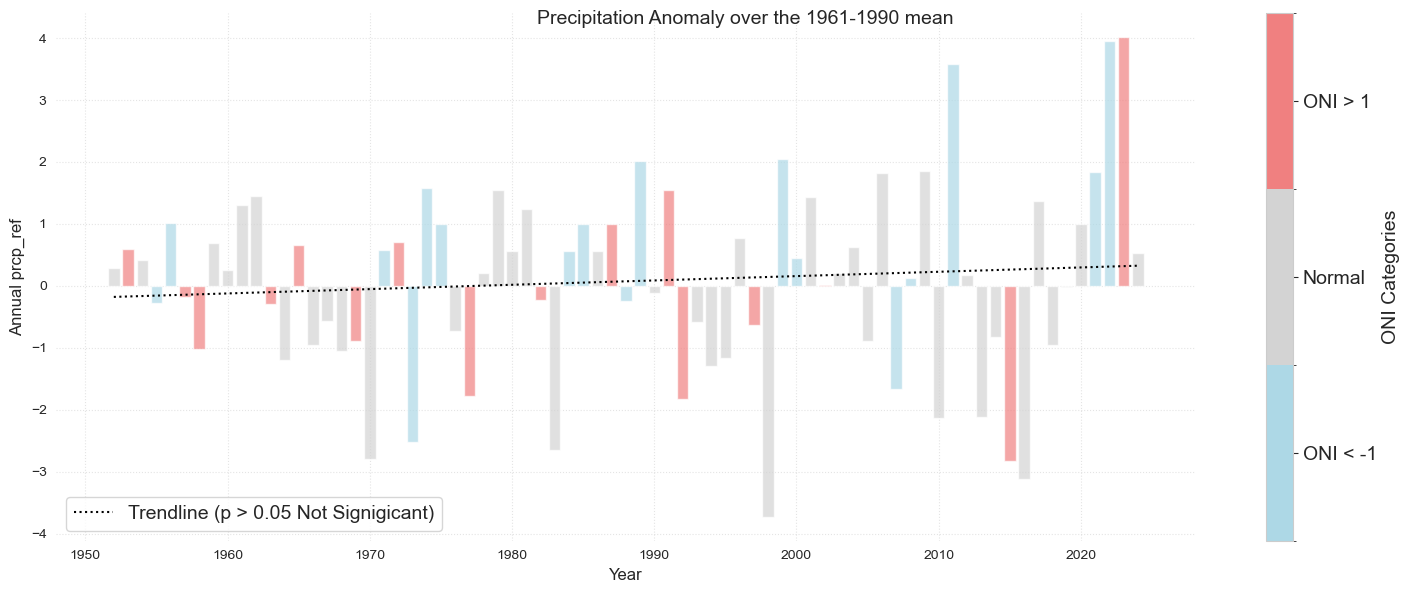 Precipitation Anomaly over the 1961-1990 mean
Annual prcp_ref
4
3
2
1
0
−1
−2
−3
−4
Trendline (p > 0.05 Not Signigicant)
1950
1960
1970
1980
1990
2000
2010
2020
Year
ONI > 1
Normal
ONI < -1
ONI Categories